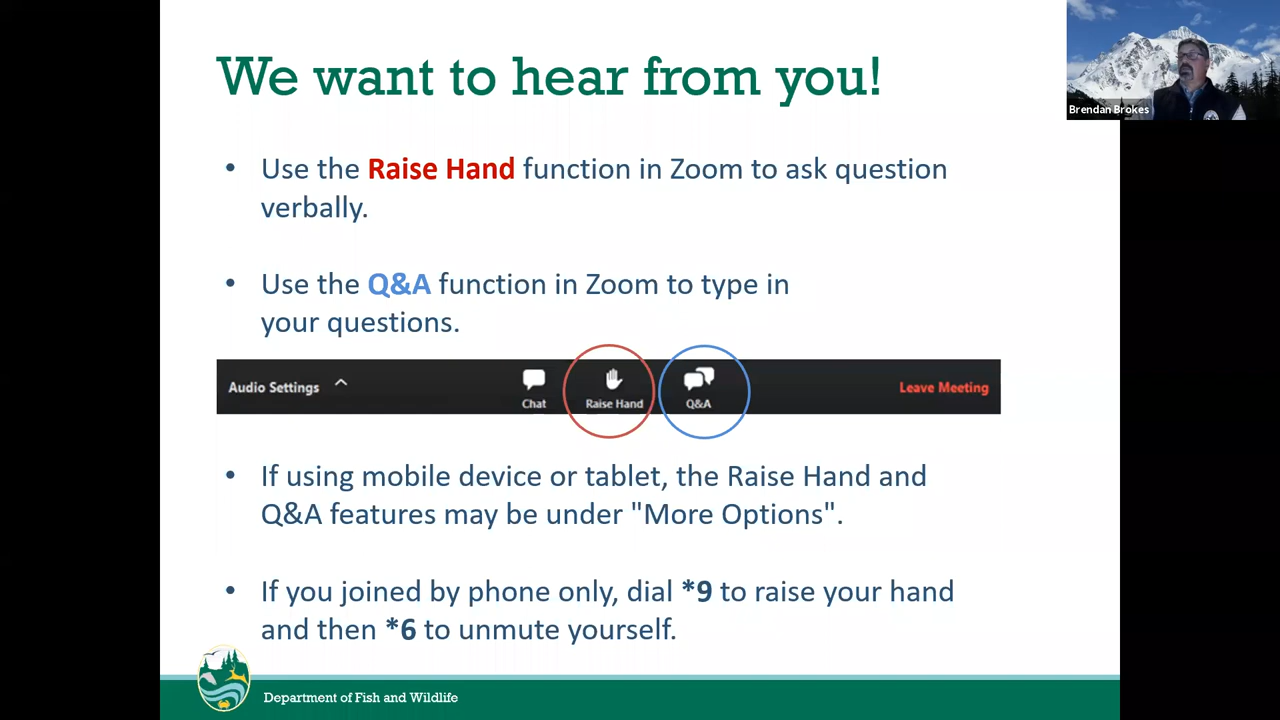 We want to hear from you!
Brendan Brokes
• Use the Raise Hand function in Zoom to ask question
verbally.
• Use the Q&A function in Zoom to type in
your questions.
Audio Settings
Chat
Raise Hand
Q&A
Leave Meeting
• If using mobile device or tablet, the Raise Hand and
Q&A features may be under "More Options".
• If you joined by phone only, dial *9 to raise your hand
and then *6 to unmute yourself.
Department of Fish and Wildlife